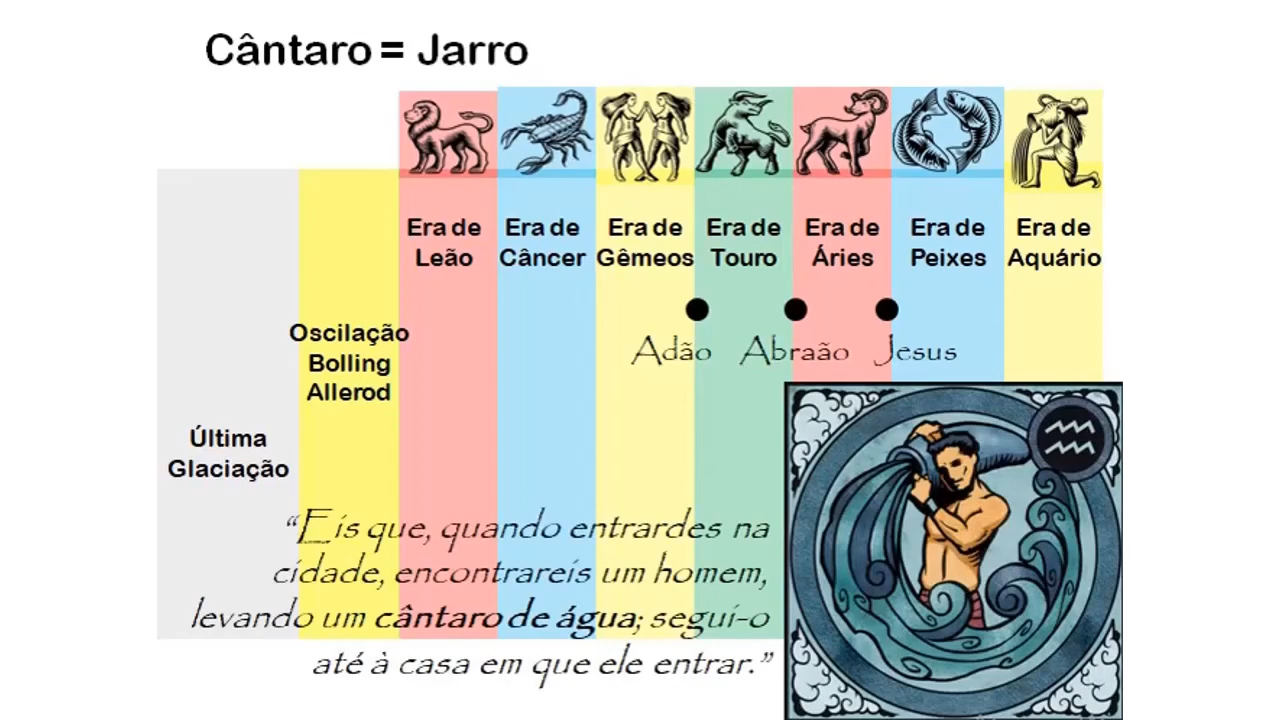 Cântaro = Jarro
Era de
Leão
Era de
Câncer
Era de
Gêmeos
Era de
Touro
Era de
Áries
Era de
Peixes
Era de
Aquário
Adão
Abraão
Jesus
Oscilação
Bolling
Allerod
Última
Glaciação
“Eis que, quando entrardes na
cidade, encontrareis um homem,
levando um cântaro de água; segui-o
até à casa em que ele entrar.”